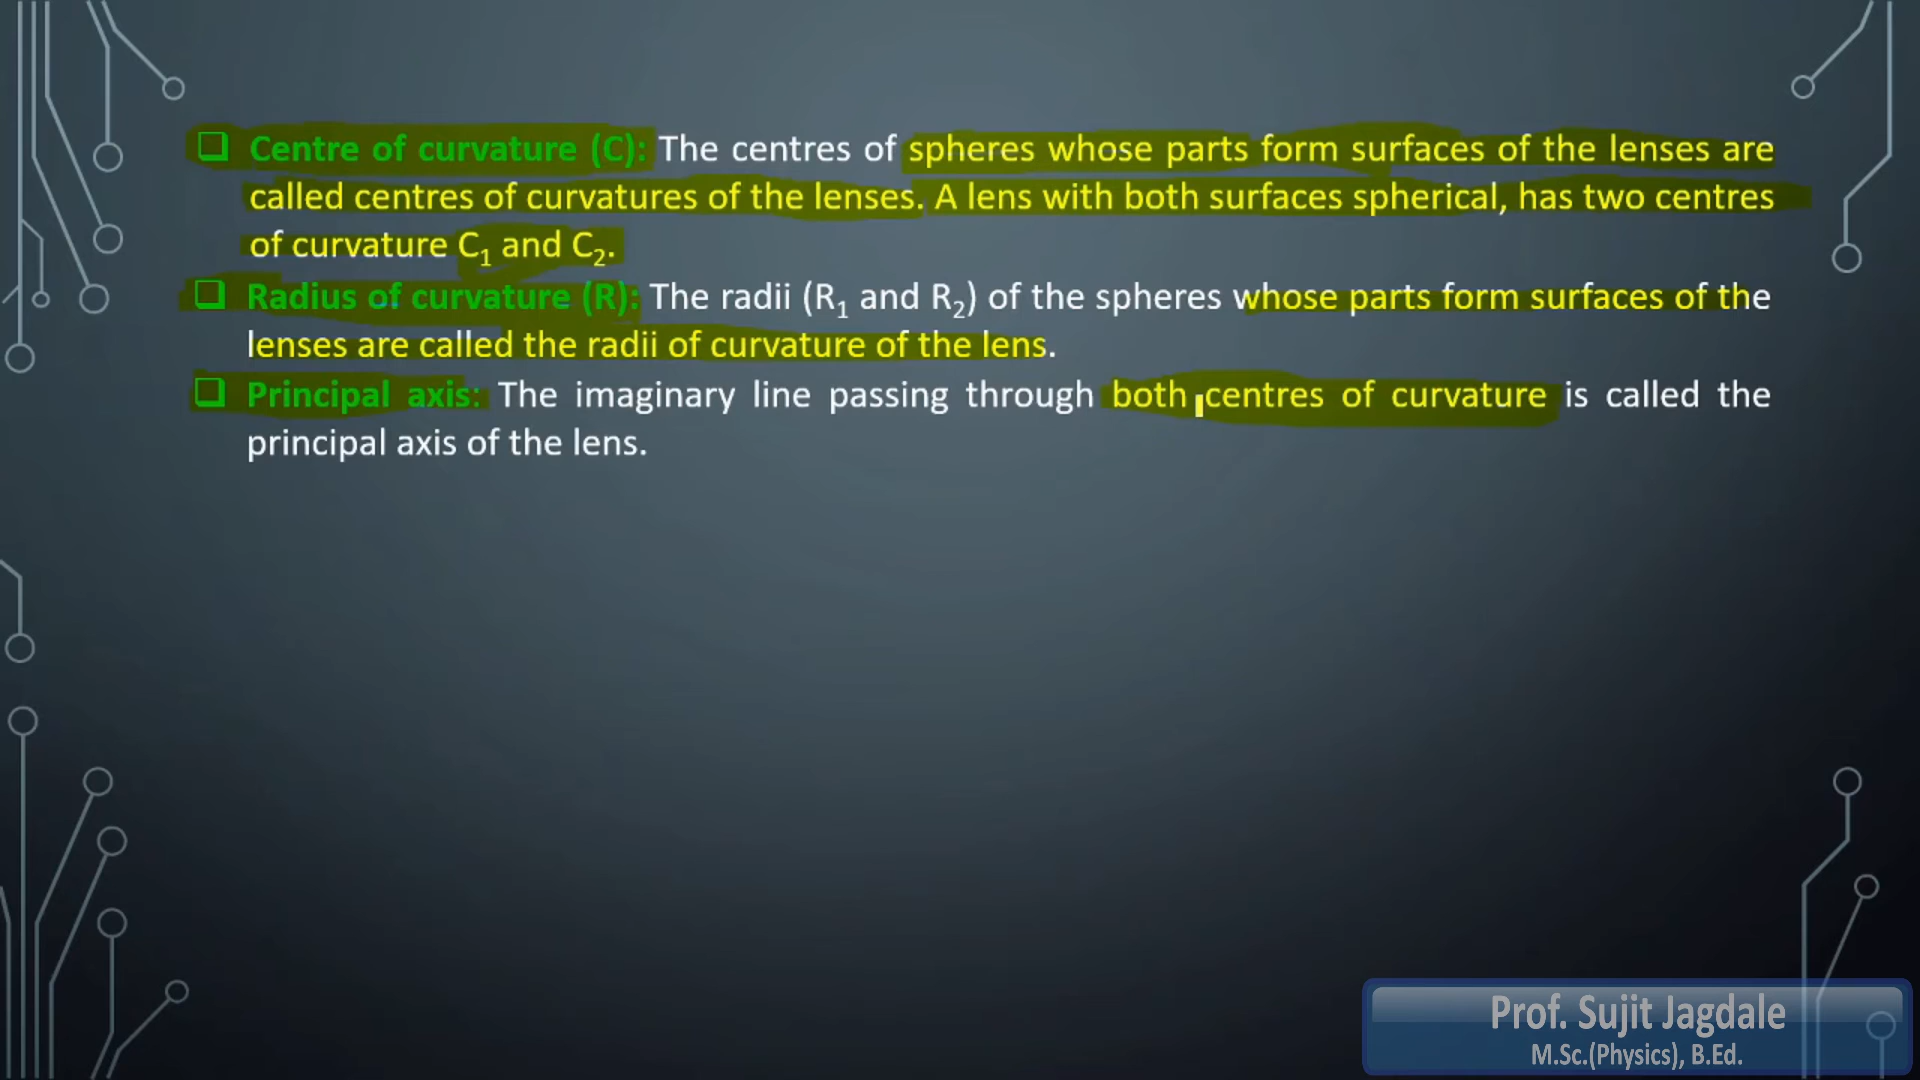 ❑ Centre of curvature (C): The centres of spheres whose parts form surfaces of the lenses are
called centres of curvatures of the lenses. A lens with both surfaces spherical, has two centres
of curvature C₁ and C₂.
❑ Radius of curvature (R): The radii (R₁ and R₂) of the spheres whose parts form surfaces of the
lenses are called the radii of curvature of the lens.
❑ Principal axis: The imaginary line passing through both centres of curvature is called the
principal axis of the lens.
Prof. Sujit Jagdale
M.Sc.(Physics), B.Ed.